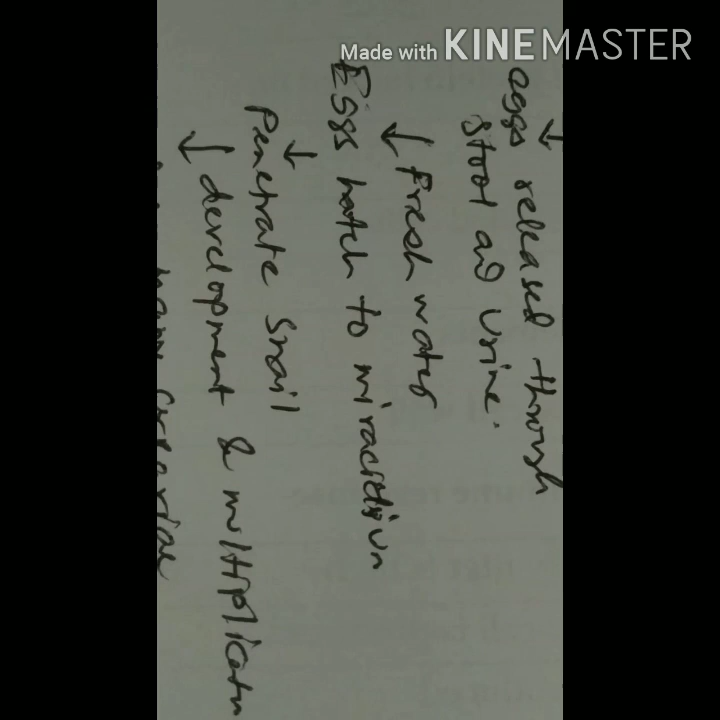 Made with KINEMASTER
↓
eggs released through
stool and urine.
↓ Fresh water
Eggs hatch to miracidium
↓
Penetrate snail
↓ development & multiplication